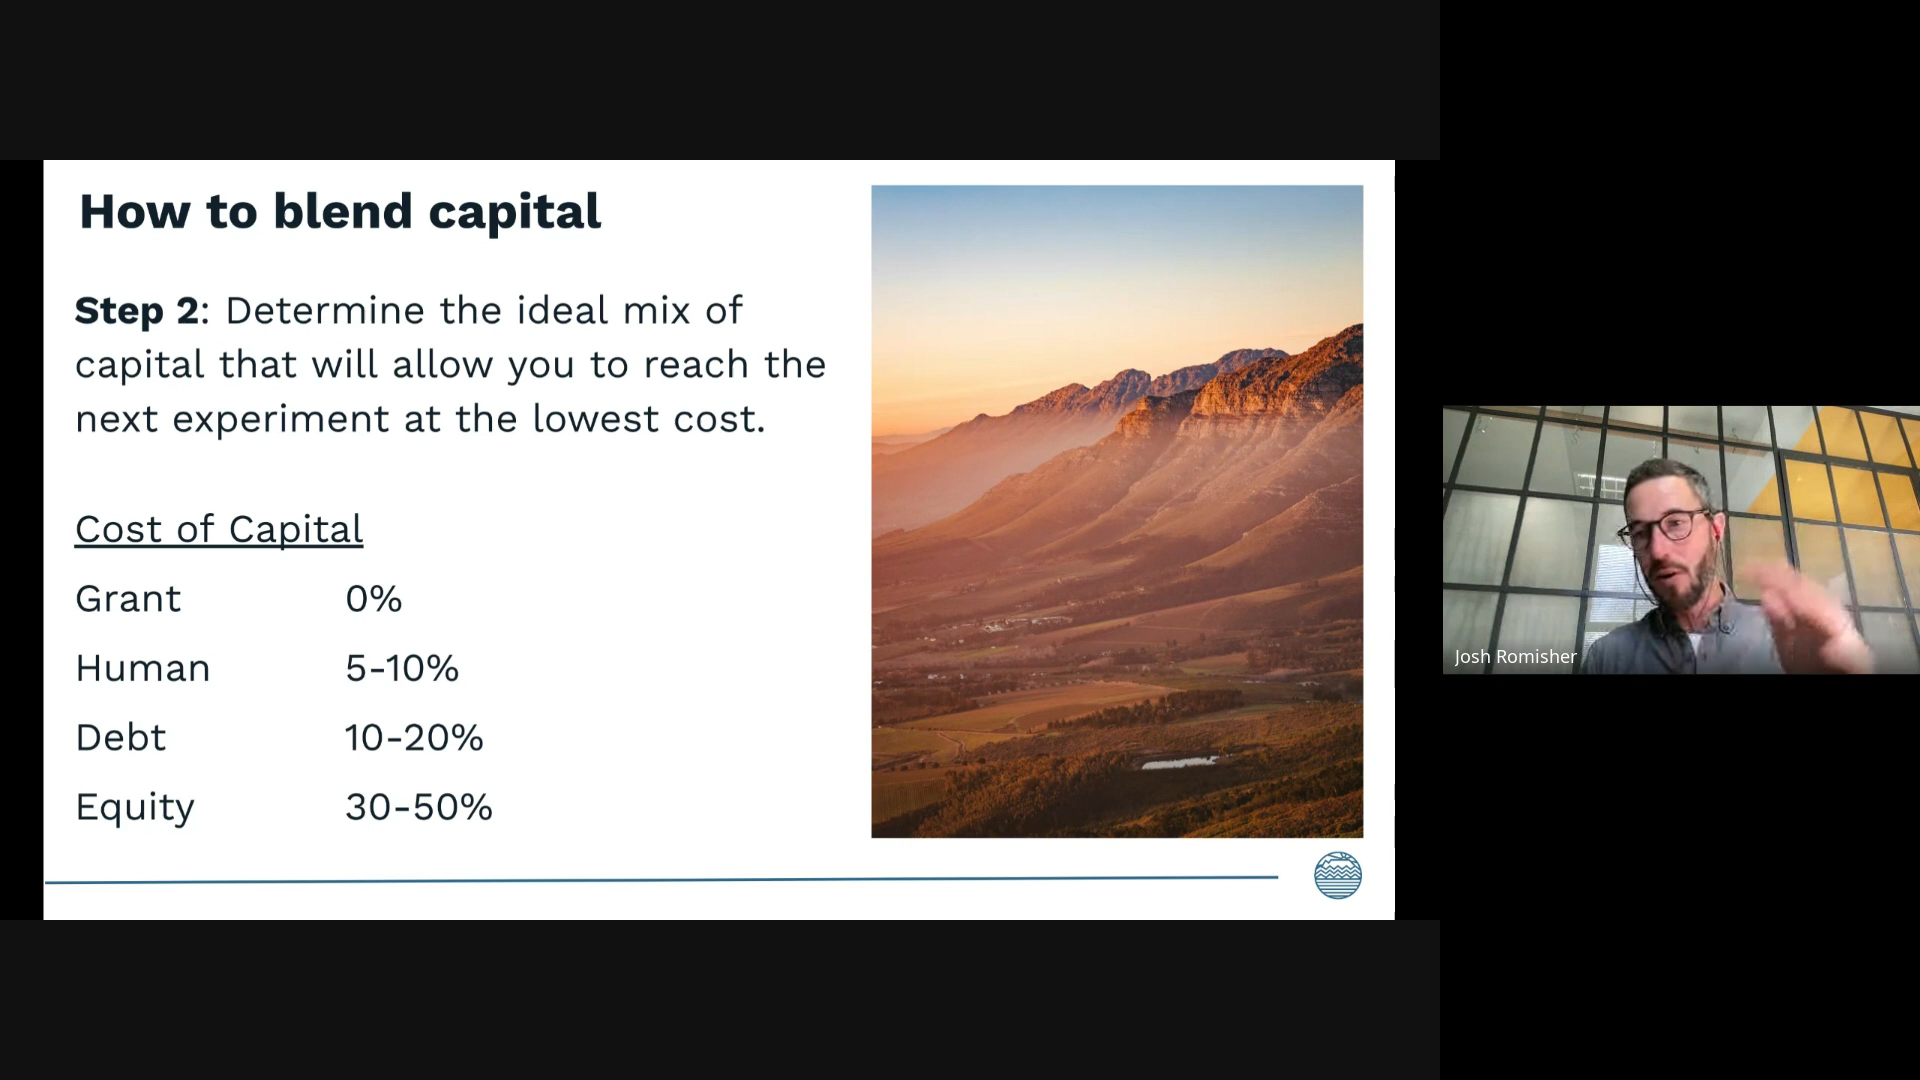 How to blend capital
Step 2: Determine the ideal mix of
capital that will allow you to reach the
next experiment at the lowest cost.
Cost of Capital
Grant 0%
Human 5-10%
Debt 10-20%
Equity 30-50%
Josh Romisher